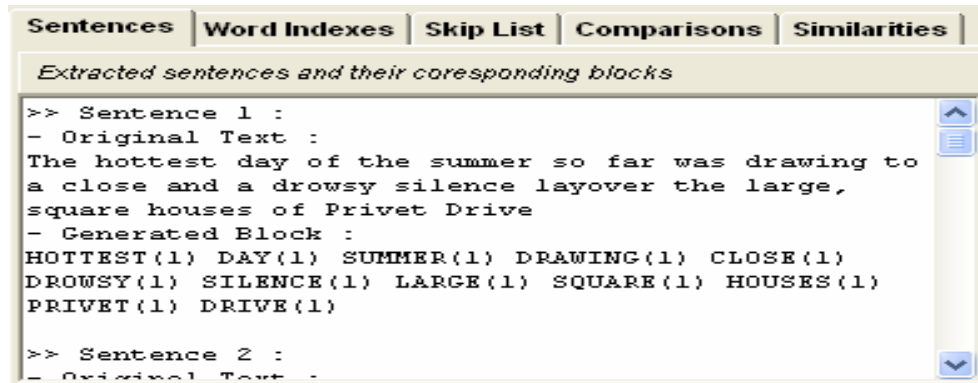 Sentences Word Indexes Skip List Comparisons Similarities
Extracted sentences and their coresponding blocks
>> Sentence 1 :
- Original Text :
The hottest day of the summer so far was drawing to
a close and a drowsy silence layover the large,
square houses of Privet Drive
- Generated Block :
HOTTEST(1) DAY(1) SUMMER(1) DRAWING(1) CLOSE(1)
DROWSY(1) SILENCE(1) LARGE(1) SQUARE(1) HOUSES(1)
PRIVET(1) DRIVE(1)
>> Sentence 2 :
- Original Text :